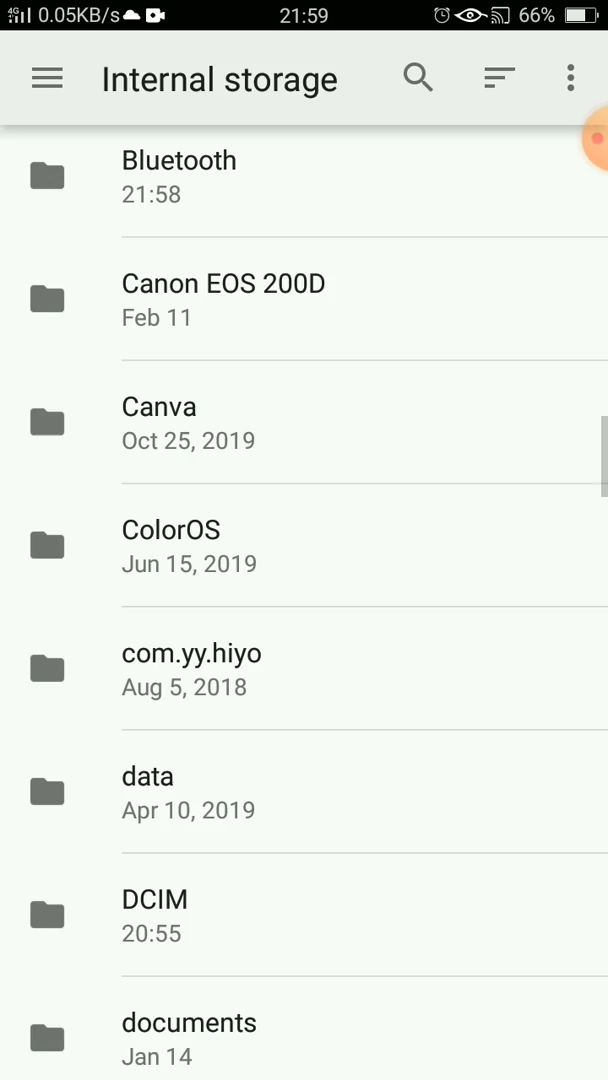 4G 0.05KB/s 21:59 66%
Internal storage
Bluetooth
21:58
Canon EOS 200D
Feb 11
Canva
Oct 25, 2019
ColorOS
Jun 15, 2019
com.yy.hiyo
Aug 5, 2018
data
Apr 10, 2019
DCIM
20:55
documents
Jan 14